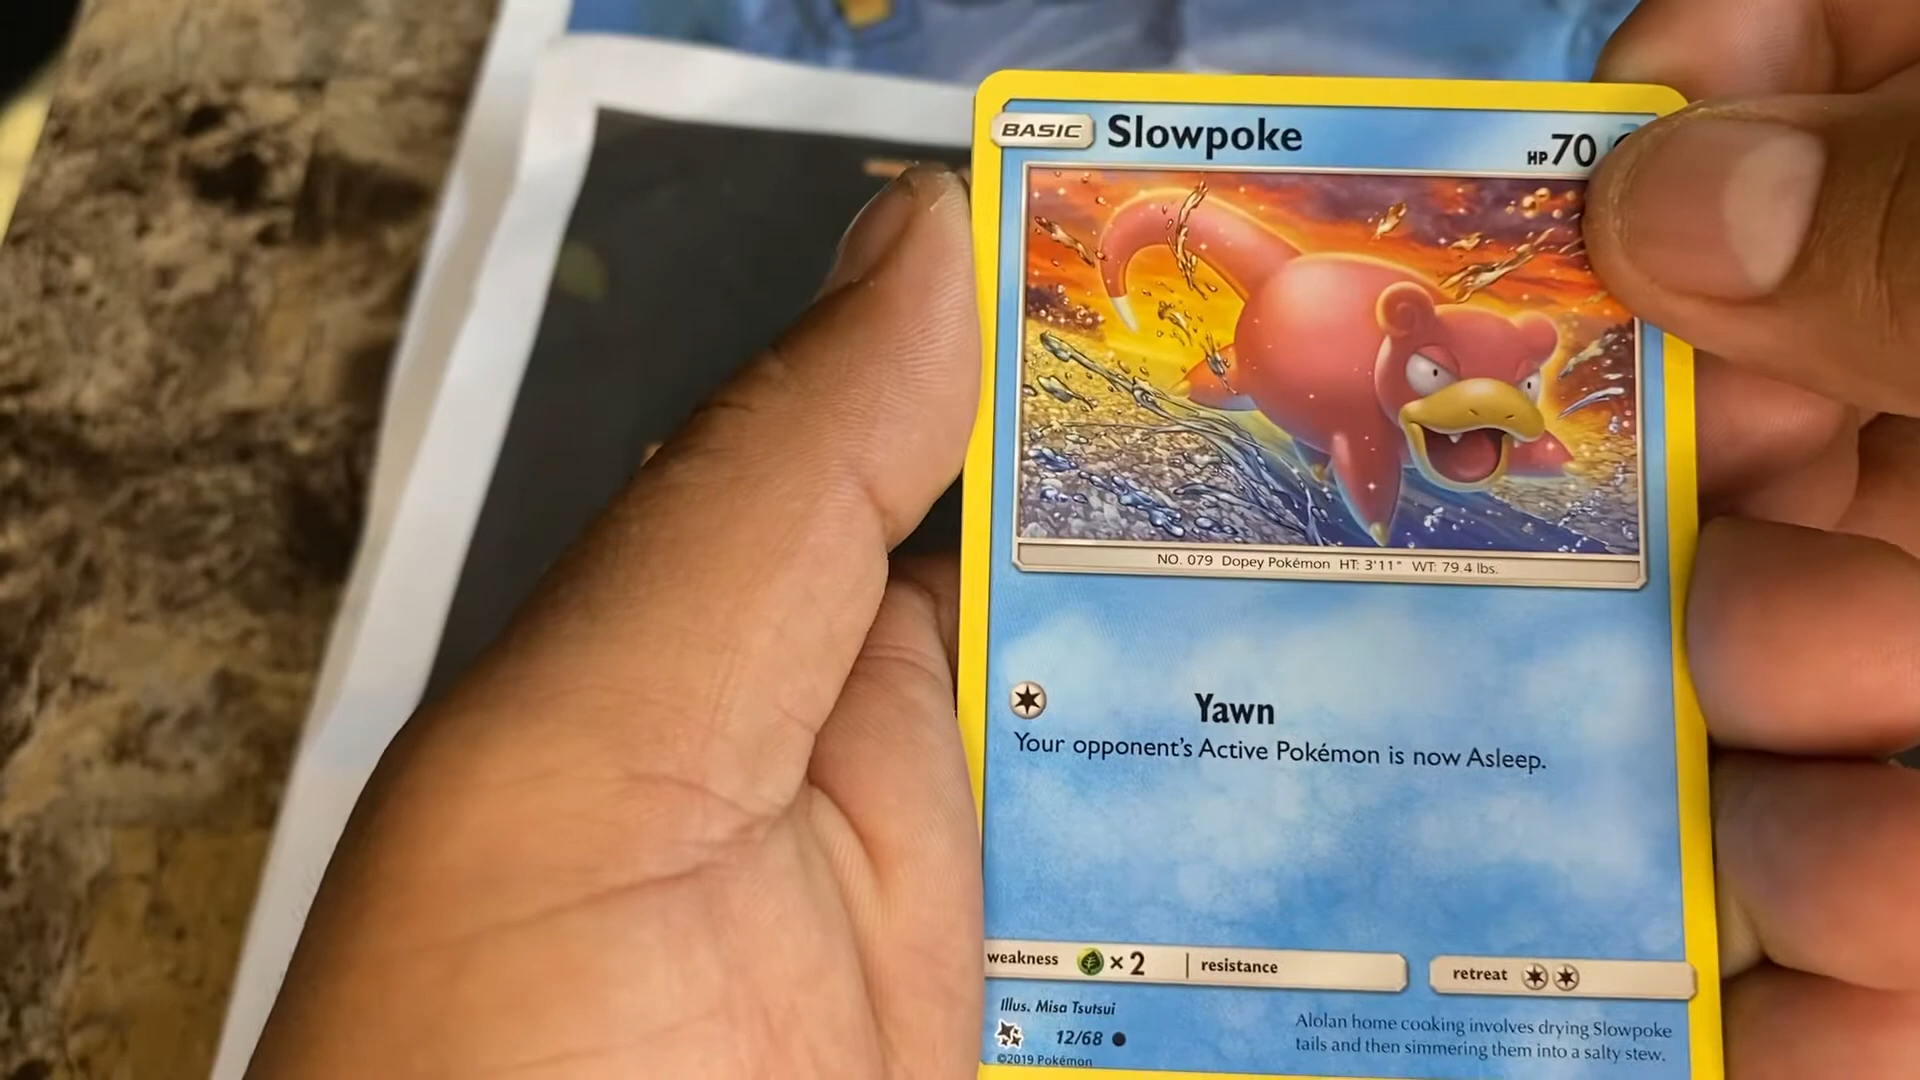 BASIC Slowpoke HP 70
NO. 079 Dopey Pokémon HT: 3'11" WT: 79.4 lbs.
Yawn
Your opponent's Active Pokémon is now Asleep.
weakness ×2 resistance retreat
Illus. Misa Tsutsui
12/68
©2019 Pokémon
Alolan home cooking involves drying Slowpoke
tails and then simmering them into a salty stew.